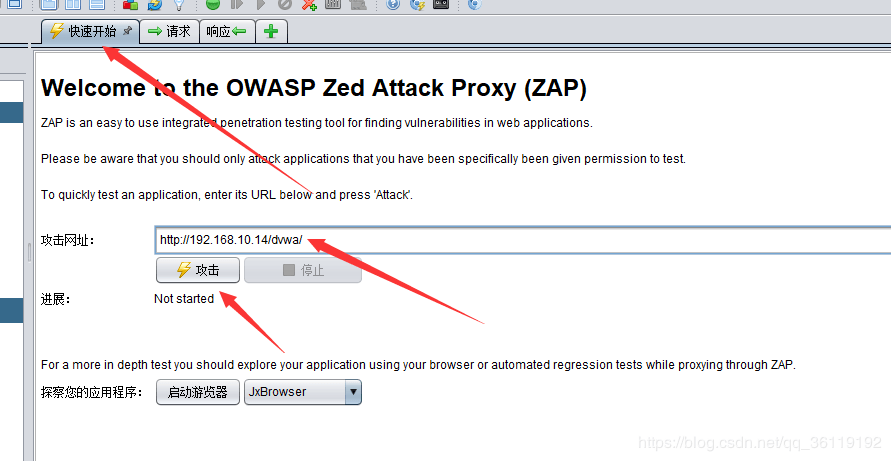 快速开始 请求 响应
Welcome to the OWASP Zed Attack Proxy (ZAP)
ZAP is an easy to use integrated penetration testing tool for finding vulnerabilities in web applications.
Please be aware that you should only attack applications that you have been specifically been given permission to test.
To quickly test an application, enter its URL below and press 'Attack'.
攻击网址： http://192.168.10.14/dvwa/
攻击 停止
进展： Not started
For a more in depth test you should explore your application using your browser or automated regression tests while proxying through ZAP.
探察您的应用程序： 启动游览器 JxBrowser
https://blog.csdn.net/qq_36119192